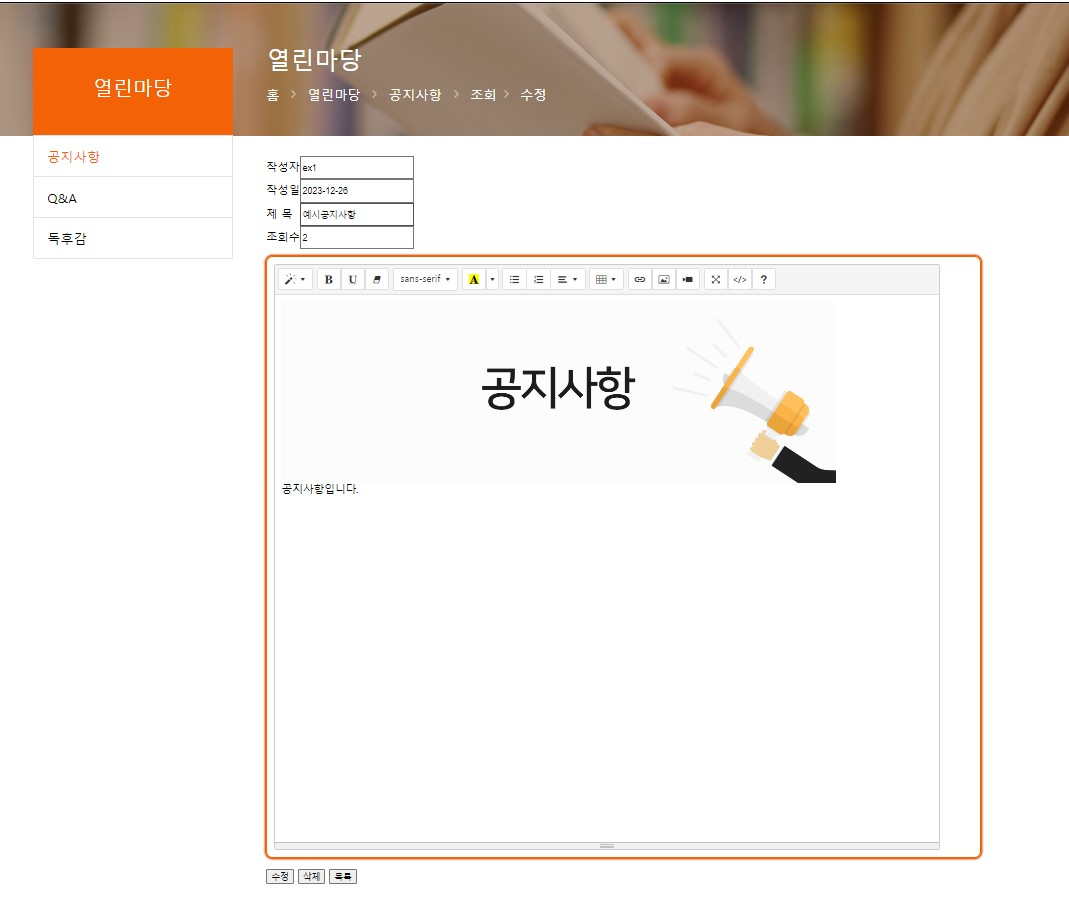 열린마당
홈 > 열린마당 > 공지사항 > 조회 > 수정
열린마당
공지사항
Q&A
독후감
작성자 ex1
작성일 2023-12-26
제 목 예시공지사항
조회수 2
B U sans-serif A </> ?
공지사항
공지사항입니다.
수정 삭제 목록